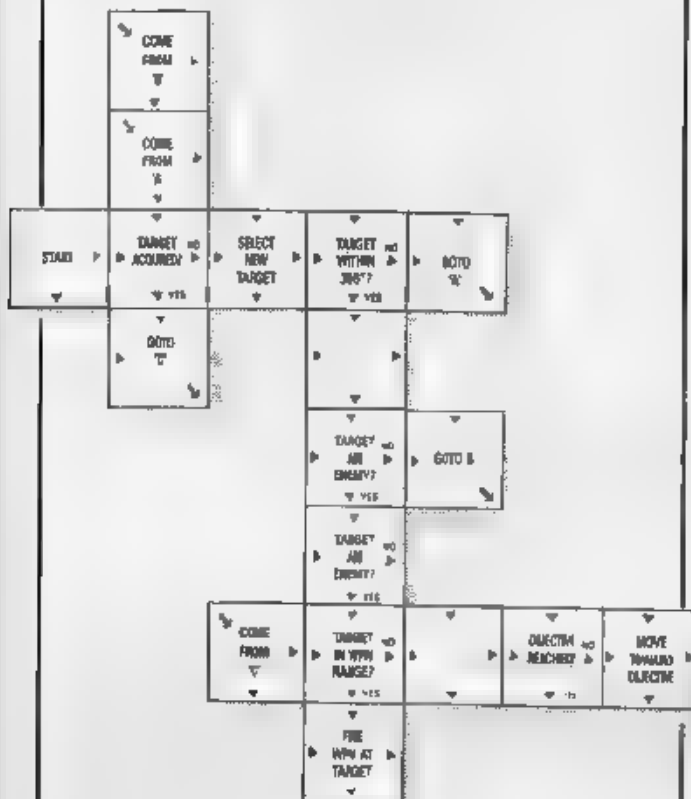 COME
FROM
COME
FROM
'A'
START
TARGET
ACQUIRED?
NO
YES
SELECT
NEW
TARGET
TARGET
WITHIN
NO
YES
GOTO
'A'
GOTO
'C'
TARGET
AN
ENEMY?
NO
YES
GOTO B
TARGET
AN
ENEMY?
NO
YES
COME
FROM
'C'
TARGET
IN WPN
RANGE?
NO
YES
OBJECTIVE
REACHED?
NO
MOVE
TOWARD
OBJECTIVE
FIRE
WPN AT
TARGET